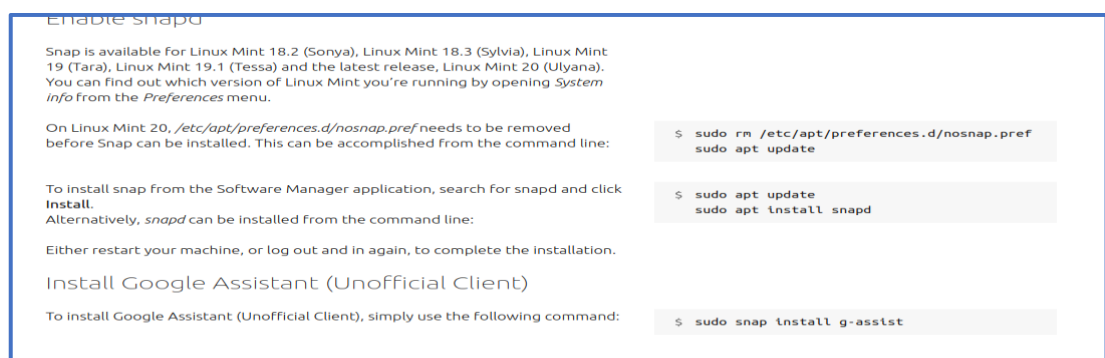 Enable snapd
Snap is available for Linux Mint 18.2 (Sonya), Linux Mint 18.3 (Sylvia), Linux Mint
19 (Tara), Linux Mint 19.1 (Tessa) and the latest release, Linux Mint 20 (Ulyana).
You can find out which version of Linux Mint you're running by opening System
info from the Preferences menu.
On Linux Mint 20, /etc/apt/preferences.d/nosnap.pref needs to be removed
before Snap can be installed. This can be accomplished from the command line:
$ sudo rm /etc/apt/preferences.d/nosnap.pref
sudo apt update
To install snap from the Software Manager application, search for snapd and click
Install.
Alternatively, snapd can be installed from the command line:
$ sudo apt update
sudo apt install snapd
Either restart your machine, or log out and in again, to complete the installation.
Install Google Assistant (Unofficial Client)
To install Google Assistant (Unofficial Client), simply use the following command:
$ sudo snap install g-assist